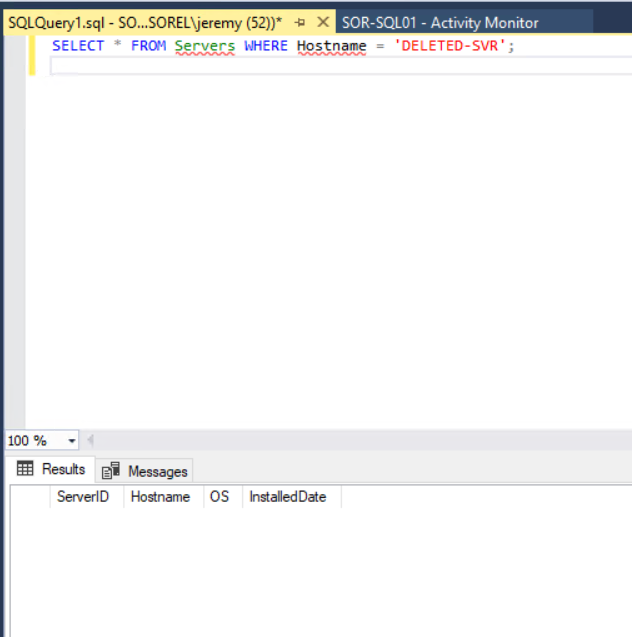 SQLQuery1.sql - SO...SOREL\jeremy (52))* SOR-SQL01 - Activity Monitor
SELECT * FROM Servers WHERE Hostname = 'DELETED-SVR';
100 %
Results Messages
ServerID Hostname OS InstalledDate